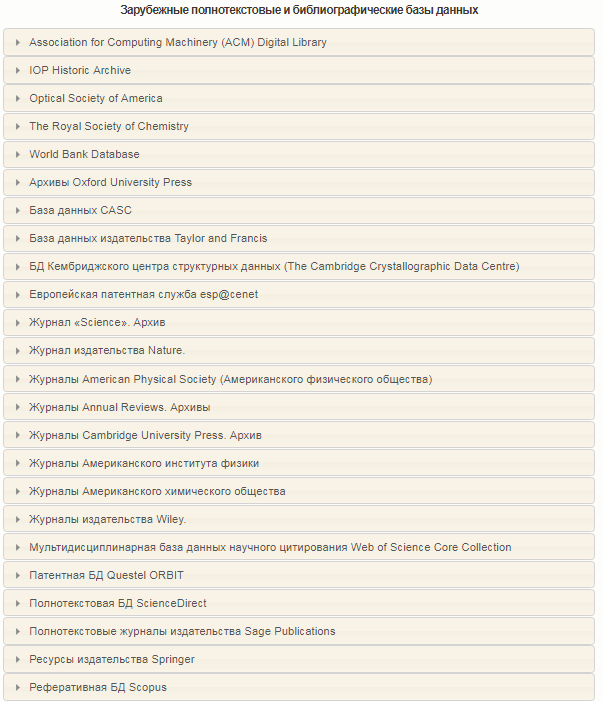 Зарубежные полнотекстовые и библиографические базы данных
Association for Computing Machinery (ACM) Digital Library
IOP Historic Archive
Optical Society of America
The Royal Society of Chemistry
World Bank Database
Архивы Oxford University Press
База данных CASC
База данных издательства Taylor and Francis
БД Кембриджского центра структурных данных (The Cambridge Crystallographic Data Centre)
Европейская патентная служба esp@cenet
Журнал «Science». Архив
Журнал издательства Nature.
Журналы American Physical Society (Американского физического общества)
Журналы Annual Reviews. Архивы
Журналы Cambridge University Press. Архив
Журналы Американского института физики
Журналы Американского химического общества
Журналы издательства Wiley.
Мультидисциплинарная база данных научного цитирования Web of Science Core Collection
Патентная БД Questel ORBIT
Полнотекстовая БД ScienceDirect
Полнотекстовые журналы издательства Sage Publications
Ресурсы издательства Springer
Реферативная БД Scopus